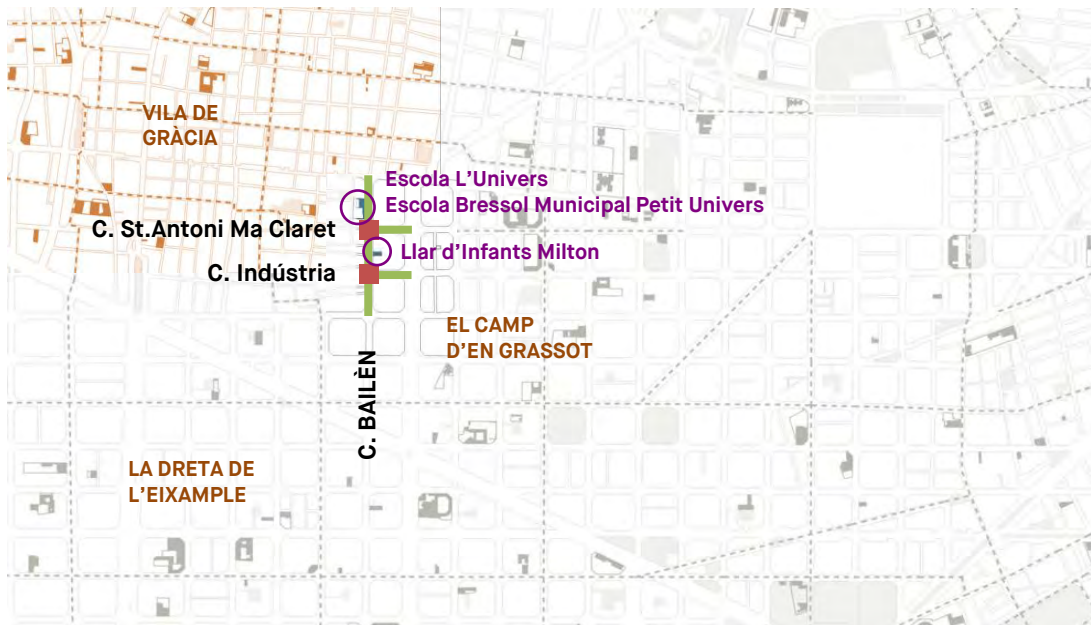 VILA DE
GRÀCIA
Escola L'Univers
Escola Bressol Municipal Petit Univers
C. St.Antoni Ma Claret
Llar d'Infants Milton
C. Indústria
EL CAMP
D'EN GRASSOT
C. BAILÈN
LA DRETA DE
L'EIXAMPLE